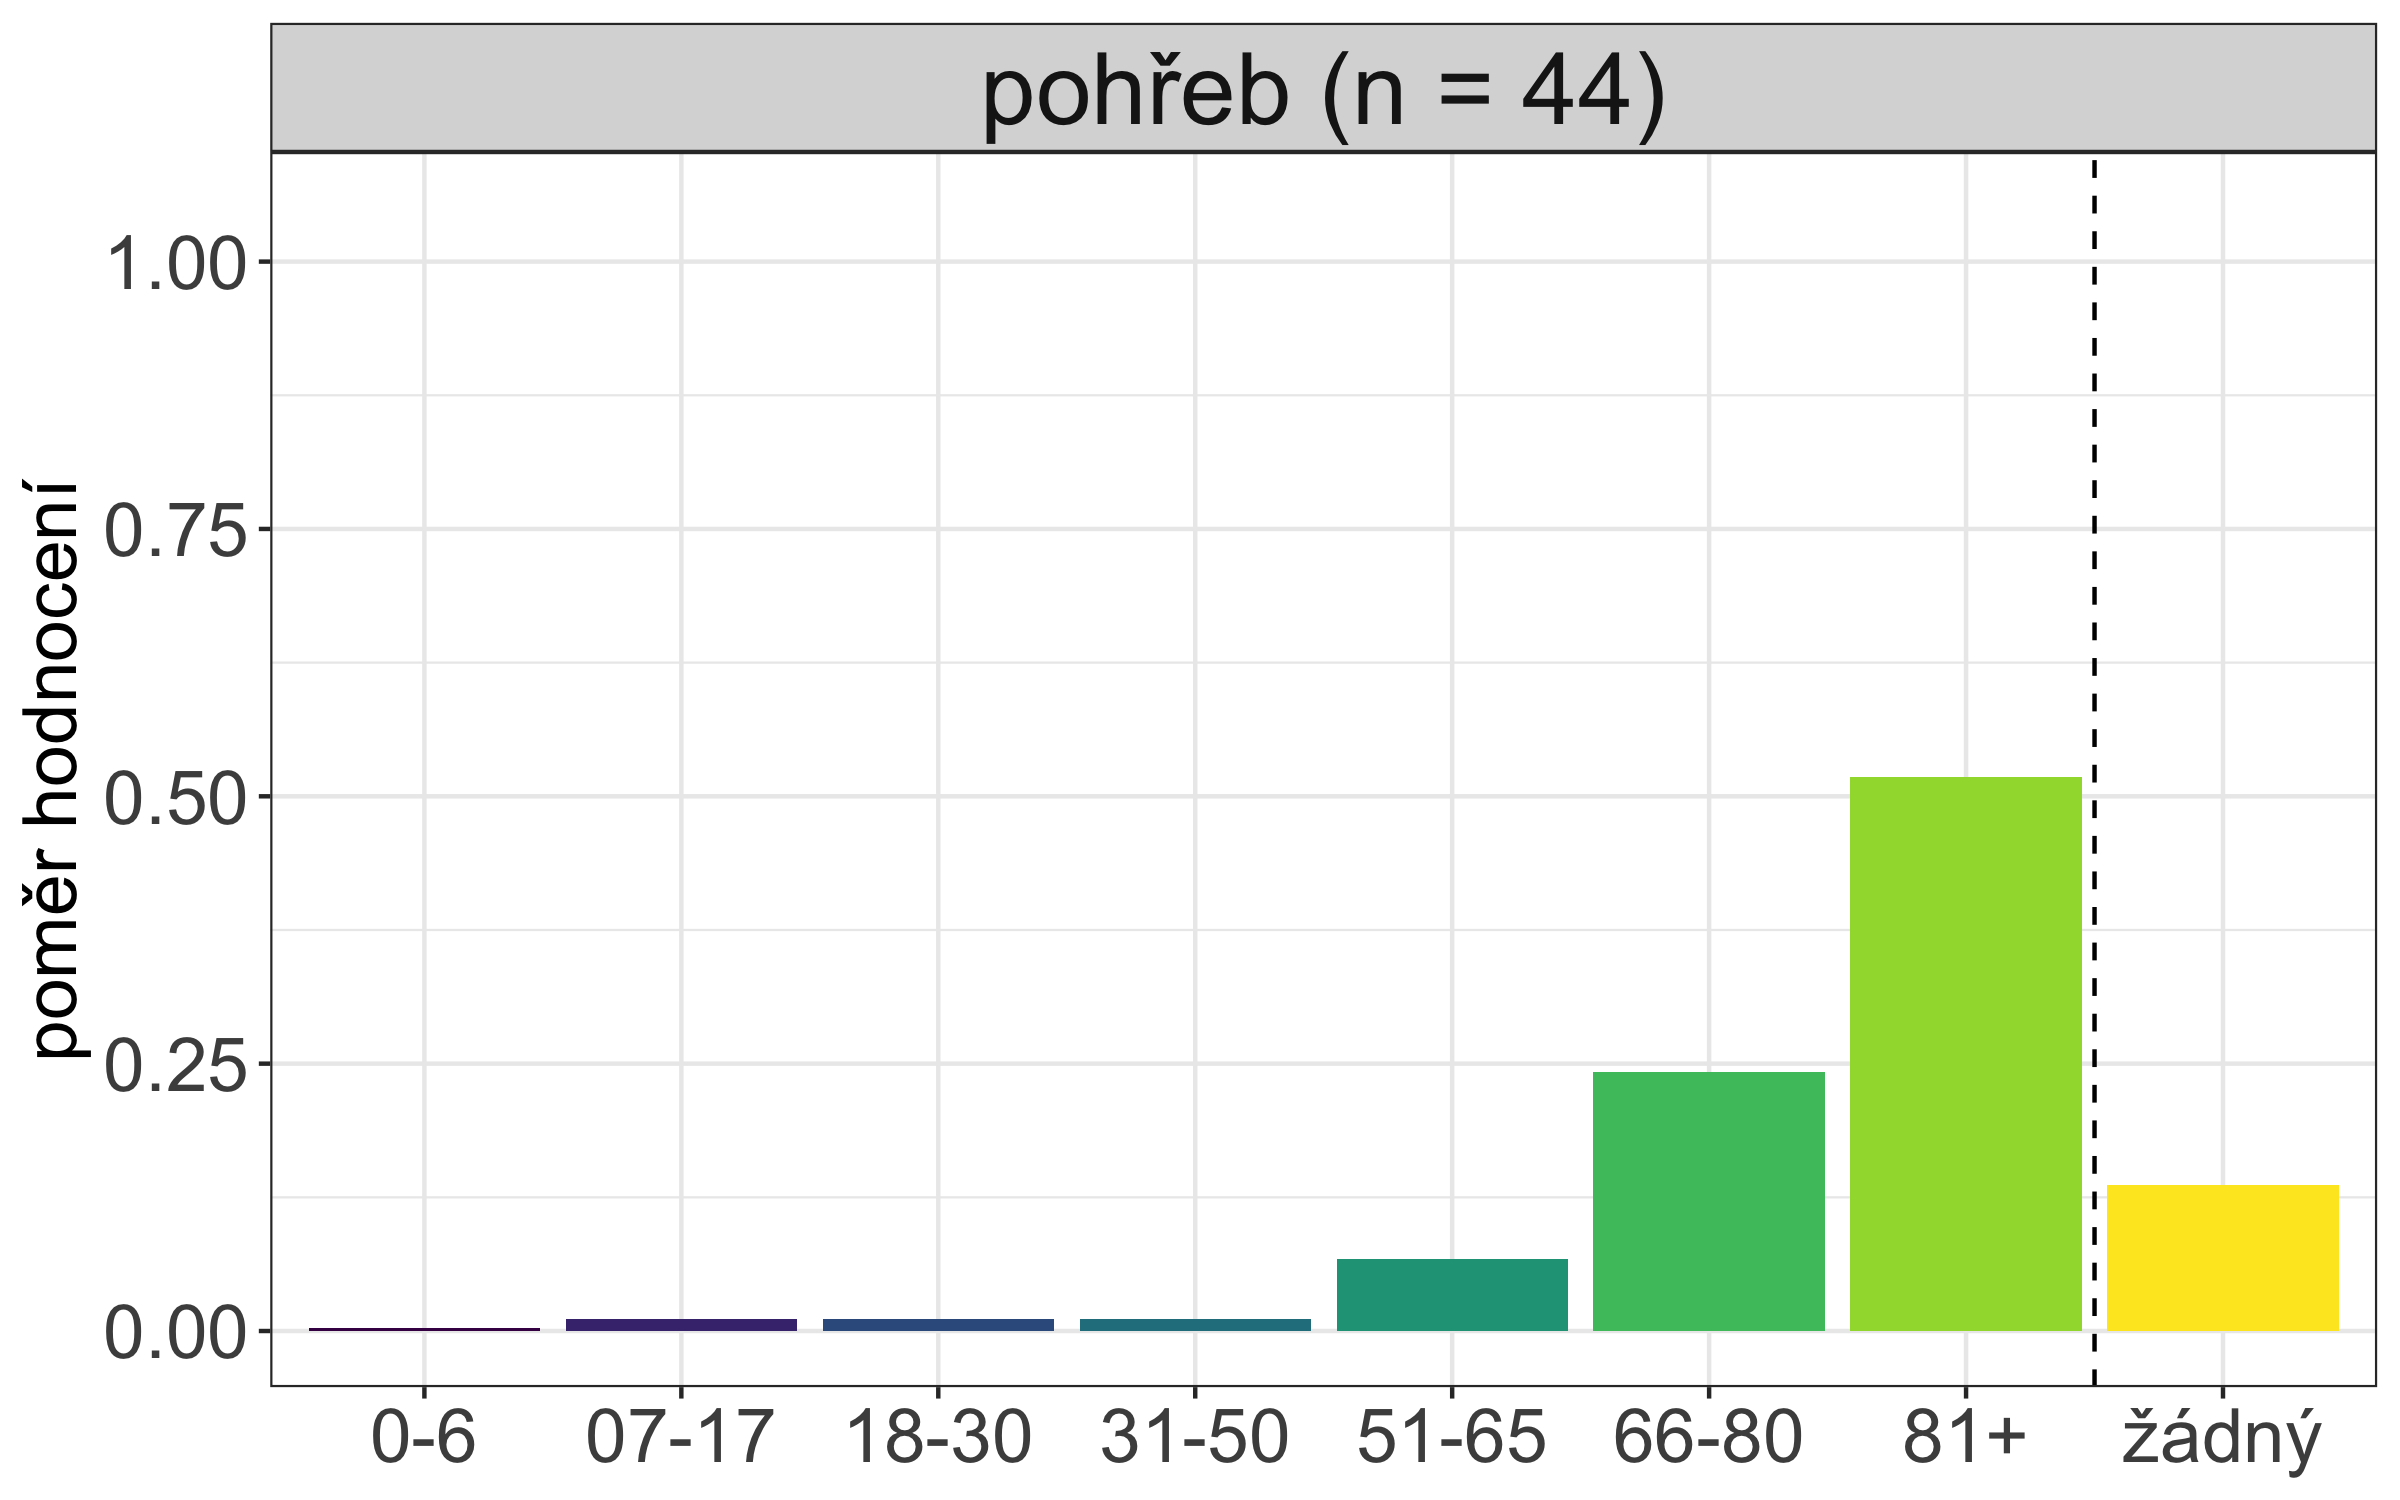 pohřeb (n = 44)
poměr hodnocení
1.00
0.75
0.50
0.25
0.00
0-6 07-17 18-30 31-50 51-65 66-80 81+ žádný